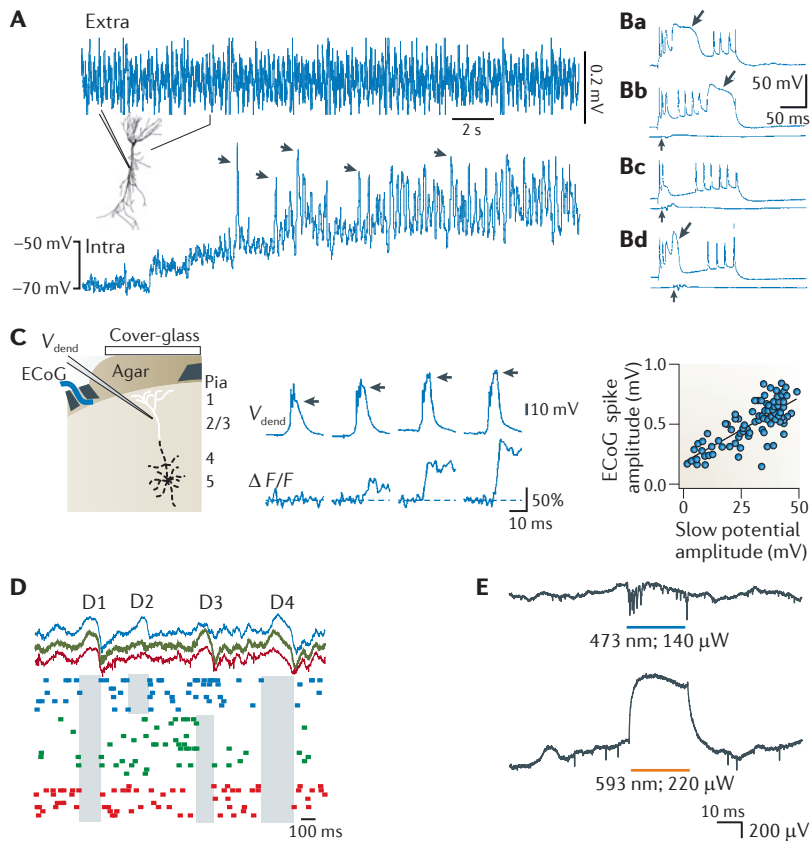 A
Extra
0.2 mV
2 s
–50 mV
Intra
–70 mV
Ba
50 mV
Bb
50 ms
Bc
Bd
C
Cover-glass
V dend
ECoG
Agar
Pia
1
2/3
4
5
V dend
10 mV
Δ F/F
50%
10 ms
ECoG spike
amplitude (mV)
1.0
0.5
0.0
0
25
50
Slow potential
amplitude (mV)
D
D1 D2 D3 D4
100 ms
E
473 nm; 140 µW
593 nm; 220 µW
10 ms
200 µV